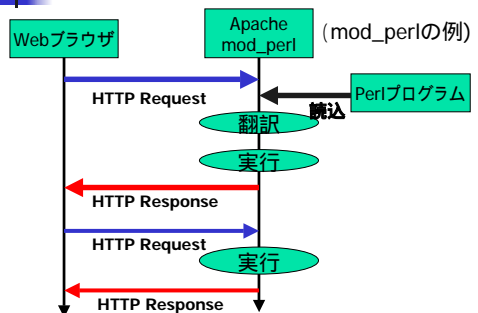 Webブラウザ
Apache
mod_perl
(mod_perlの例)
HTTP Request
Perlプログラム
読込
翻訳
実行
HTTP Response
HTTP Request
実行
HTTP Response